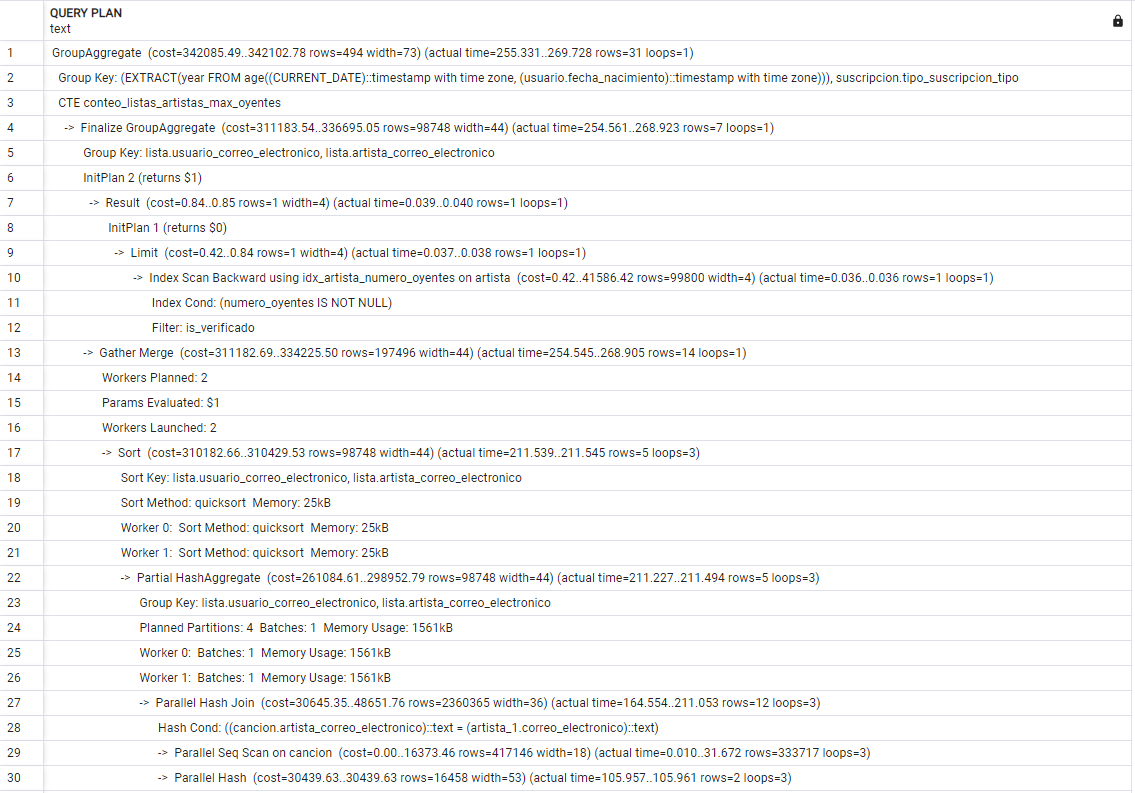 QUERY PLAN
text
1 GroupAggregate (cost=342085.49..342102.78 rows=494 width=73) (actual time=255.331..269.728 rows=31 loops=1)
2 Group Key: (EXTRACT(year FROM age((CURRENT_DATE)::timestamp with time zone, (usuario.fecha_nacimiento)::timestamp with time zone))), suscripcion.tipo_suscripcion_tipo
3 CTE conteo_listas_artistas_max_oyentes
4 -> Finalize GroupAggregate (cost=311183.54..336695.05 rows=98748 width=44) (actual time=254.561..268.923 rows=7 loops=1)
5 Group Key: lista.usuario_correo_electronico, lista.artista_correo_electronico
6 InitPlan 2 (returns $1)
7 -> Result (cost=0.84..0.85 rows=1 width=4) (actual time=0.039..0.040 rows=1 loops=1)
8 InitPlan 1 (returns $0)
9 -> Limit (cost=0.42..0.84 rows=1 width=4) (actual time=0.037..0.038 rows=1 loops=1)
10 -> Index Scan Backward using idx_artista_numero_oyentes on artista (cost=0.42..41586.42 rows=99800 width=4) (actual time=0.036..0.036 rows=1 loops=1)
11 Index Cond: (numero_oyentes IS NOT NULL)
12 Filter: is_verificado
13 -> Gather Merge (cost=311182.69..334225.50 rows=197496 width=44) (actual time=254.545..268.905 rows=14 loops=1)
14 Workers Planned: 2
15 Params Evaluated: $1
16 Workers Launched: 2
17 -> Sort (cost=310182.66..310429.53 rows=98748 width=44) (actual time=211.539..211.545 rows=5 loops=3)
18 Sort Key: lista.usuario_correo_electronico, lista.artista_correo_electronico
19 Sort Method: quicksort Memory: 25kB
20 Worker 0: Sort Method: quicksort Memory: 25kB
21 Worker 1: Sort Method: quicksort Memory: 25kB
22 -> Partial HashAggregate (cost=261084.61..298952.79 rows=98748 width=44) (actual time=211.227..211.494 rows=5 loops=3)
23 Group Key: lista.usuario_correo_electronico, lista.artista_correo_electronico
24 Planned Partitions: 4 Batches: 1 Memory Usage: 1561kB
25 Worker 0: Batches: 1 Memory Usage: 1561kB
26 Worker 1: Batches: 1 Memory Usage: 1561kB
27 -> Parallel Hash Join (cost=30645.35..48651.76 rows=2360365 width=36) (actual time=164.554..211.053 rows=12 loops=3)
28 Hash Cond: ((cancion.artista_correo_electronico)::text = (artista_1.correo_electronico)::text)
29 -> Parallel Seq Scan on cancion (cost=0.00..16373.46 rows=417146 width=18) (actual time=0.010..31.672 rows=333717 loops=3)
30 -> Parallel Hash (cost=30439.63..30439.63 rows=16458 width=53) (actual time=105.957..105.961 rows=2 loops=3)